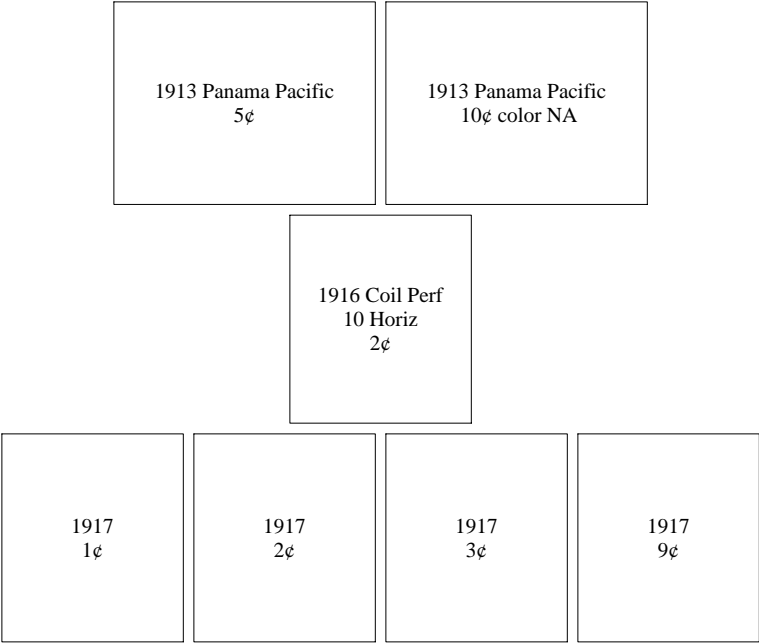 1913 Panama Pacific
5¢
1913 Panama Pacific
10¢ color NA
1916 Coil Perf
10 Horiz
2¢
1917
1¢
1917
2¢
1917
3¢
1917
9¢